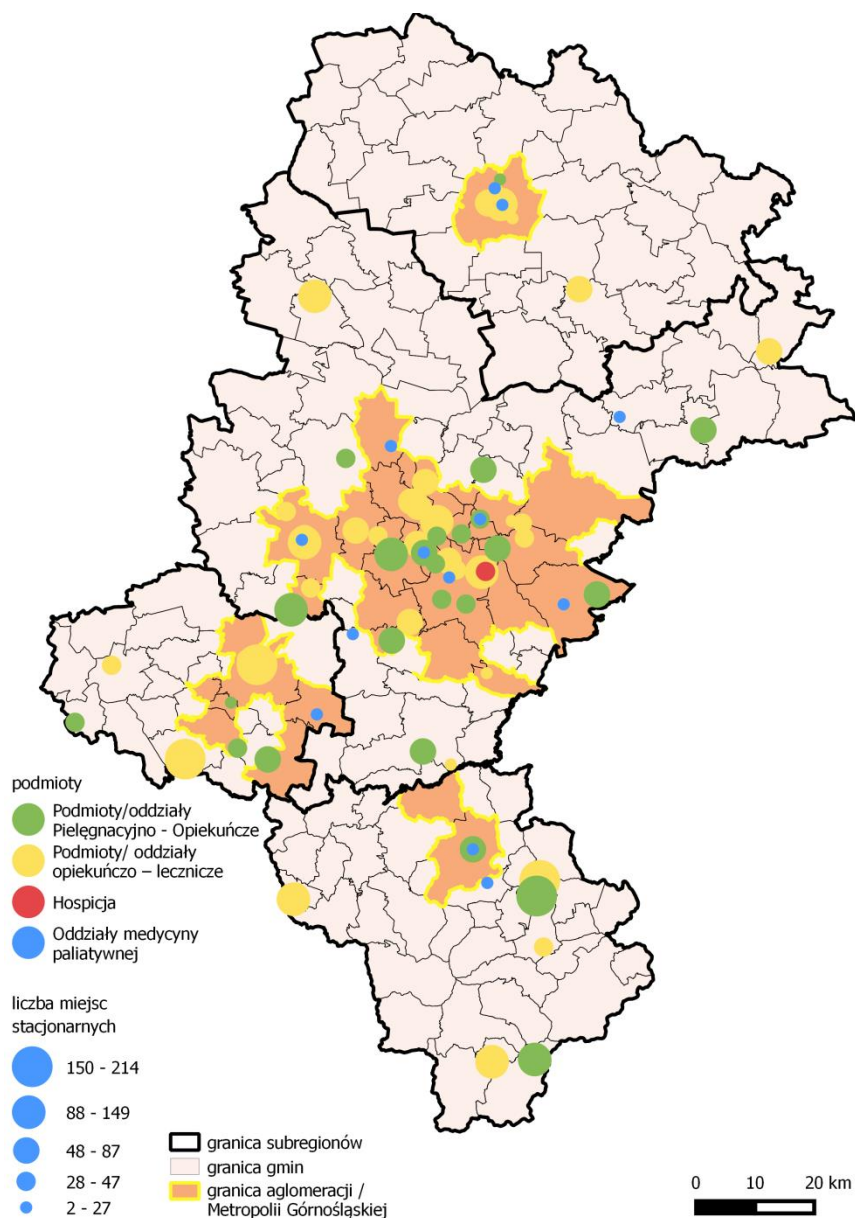 podmioty
Podmioty/oddziały
Pielęgnacyjno - Opiekuńcze
Podmioty/ oddziały
opiekuńczo – lecznicze
Hospicja
Oddziały medycyny
paliatywnej
liczba miejsc
stacjonarnych
150 - 214
88 - 149
48 - 87
28 - 47
2 - 27
granica subregionów
granica gmin
granica aglomeracji /
Metropolii Górnośląskiej
0 10 20 km